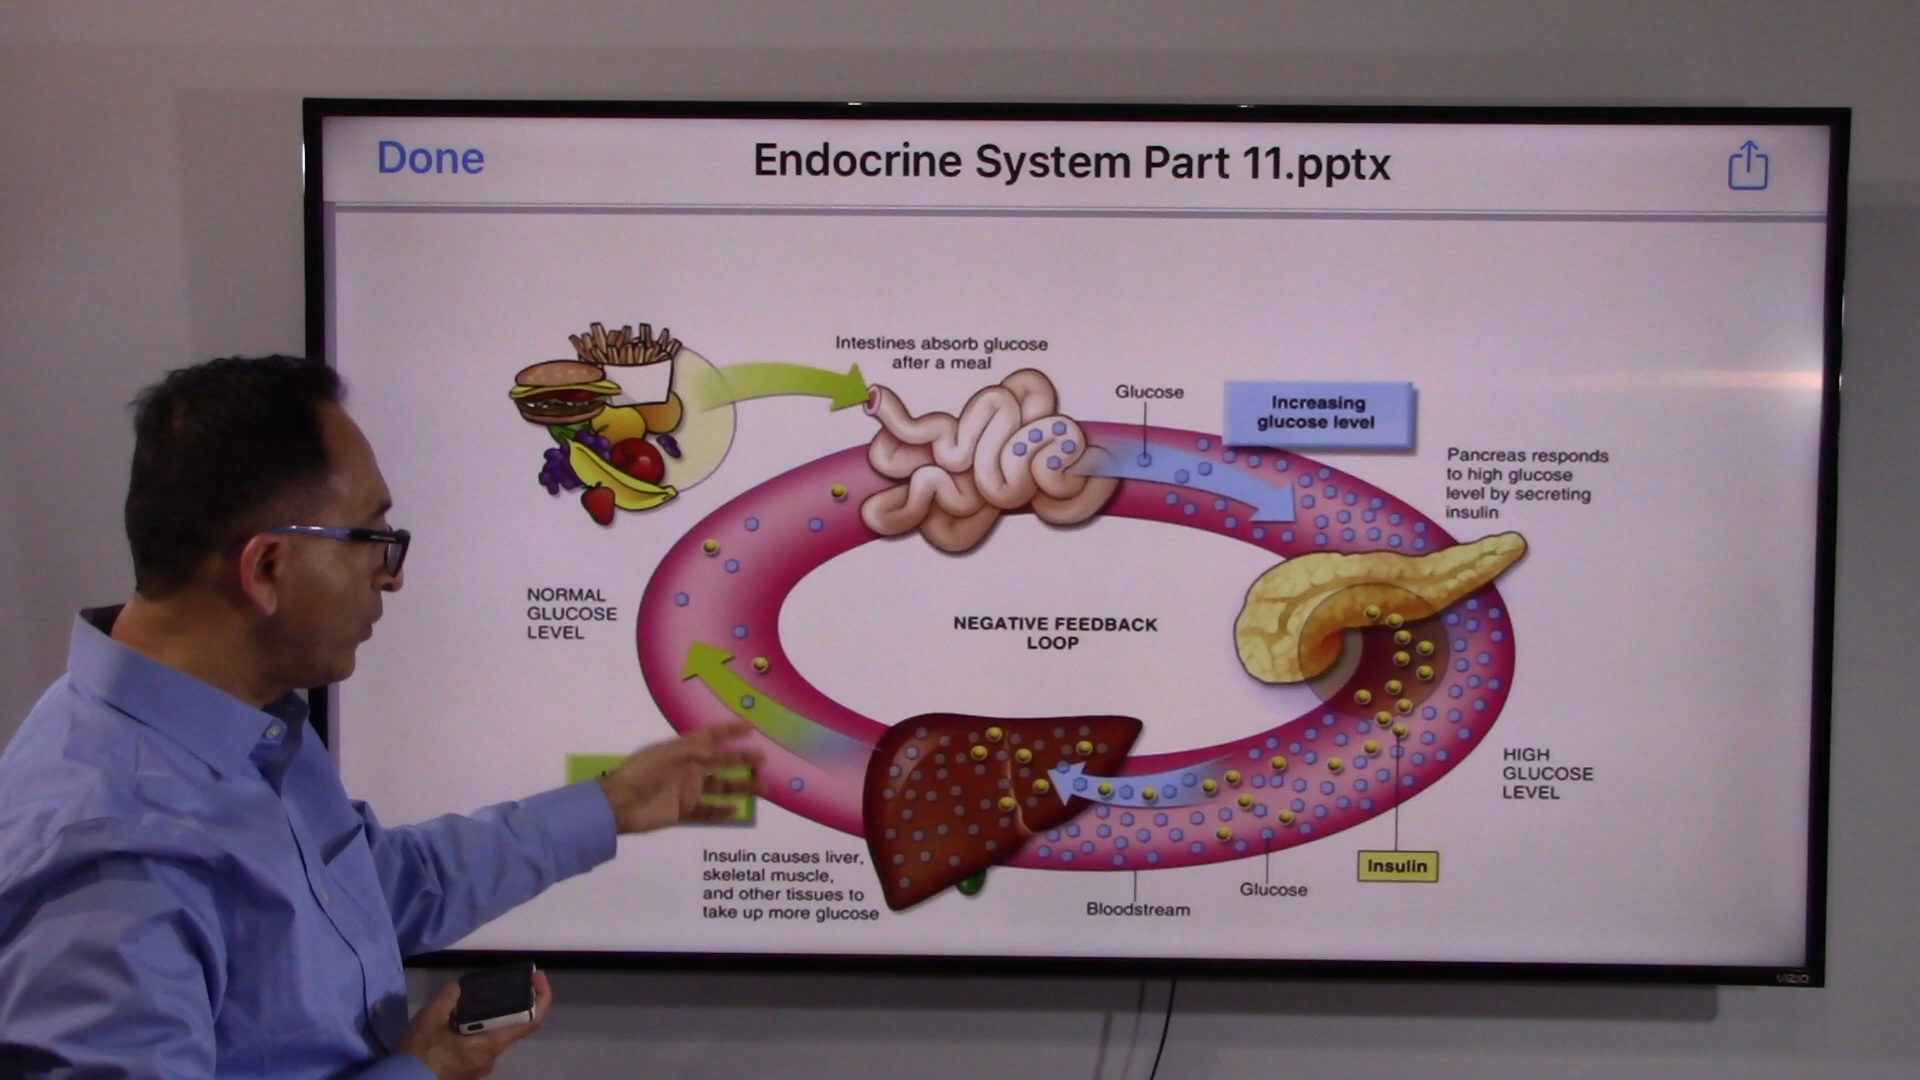 Done
Endocrine System Part 11.pptx
Intestines absorb glucose
after a meal
Glucose
Increasing
glucose level
Pancreas responds
to high glucose
level by secreting
insulin
NORMAL
GLUCOSE
LEVEL
NEGATIVE FEEDBACK
LOOP
HIGH
GLUCOSE
LEVEL
Insulin causes liver,
skeletal muscle,
and other tissues to
take up more glucose
Insulin
Glucose
Bloodstream
VIZIO